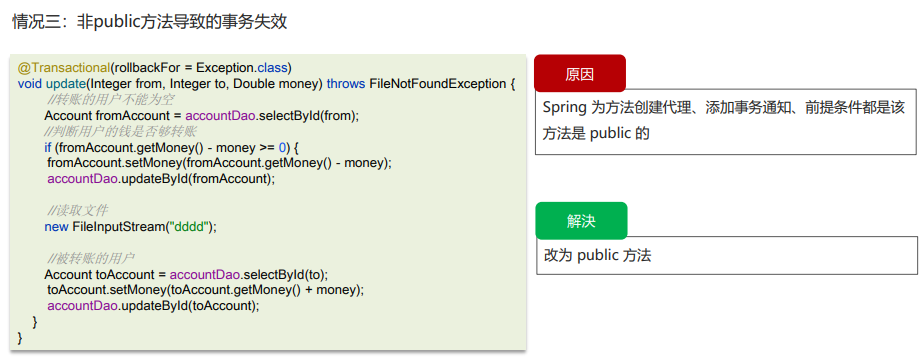 情况三：非public方法导致的事务失效
@Transactional(rollbackFor = Exception.class)
void update(Integer from, Integer to, Double money) throws FileNotFoundException {
//转账的用户不能为空
Account fromAccount = accountDao.selectById(from);
//判断用户的钱是否够转账
if (fromAccount.getMoney() - money >= 0) {
fromAccount.setMoney(fromAccount.getMoney() - money);
accountDao.updateById(fromAccount);
//读取文件
new FileInputStream("dddd");
//被转账的用户
Account toAccount = accountDao.selectById(to);
toAccount.setMoney(toAccount.getMoney() + money);
accountDao.updateById(toAccount);
}
}
原因
Spring 为方法创建代理、添加事务通知、前提条件都是该
方法是 public 的
解决
改为 public 方法